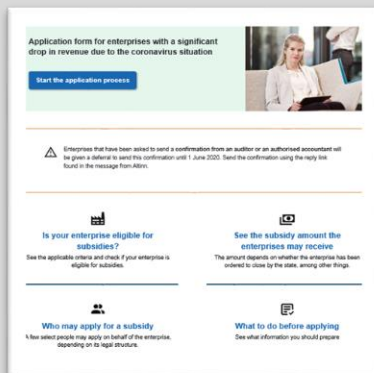 Application form for enterprises with a significant
drop in revenue due to the coronavirus situation
Start the application process
Enterprises that have been asked to send a confirmation from an auditor or an authorised accountant will
be given a deferral to send this confirmation until 1 June 2020. Send the confirmation using the reply link
found in the message from Altinn.
Is your enterprise eligible for
subsidies?
See the applicable criteria and check if your enterprise is
eligible for subsidies.
See the subsidy amount the
enterprises may receive
The amount depends on whether the enterprise has been
ordered to close by the state, among other things.
Who may apply for a subsidy
A few select people may apply on behalf of the enterprise,
depending on its legal structure.
What to do before applying
See what information you should prepare